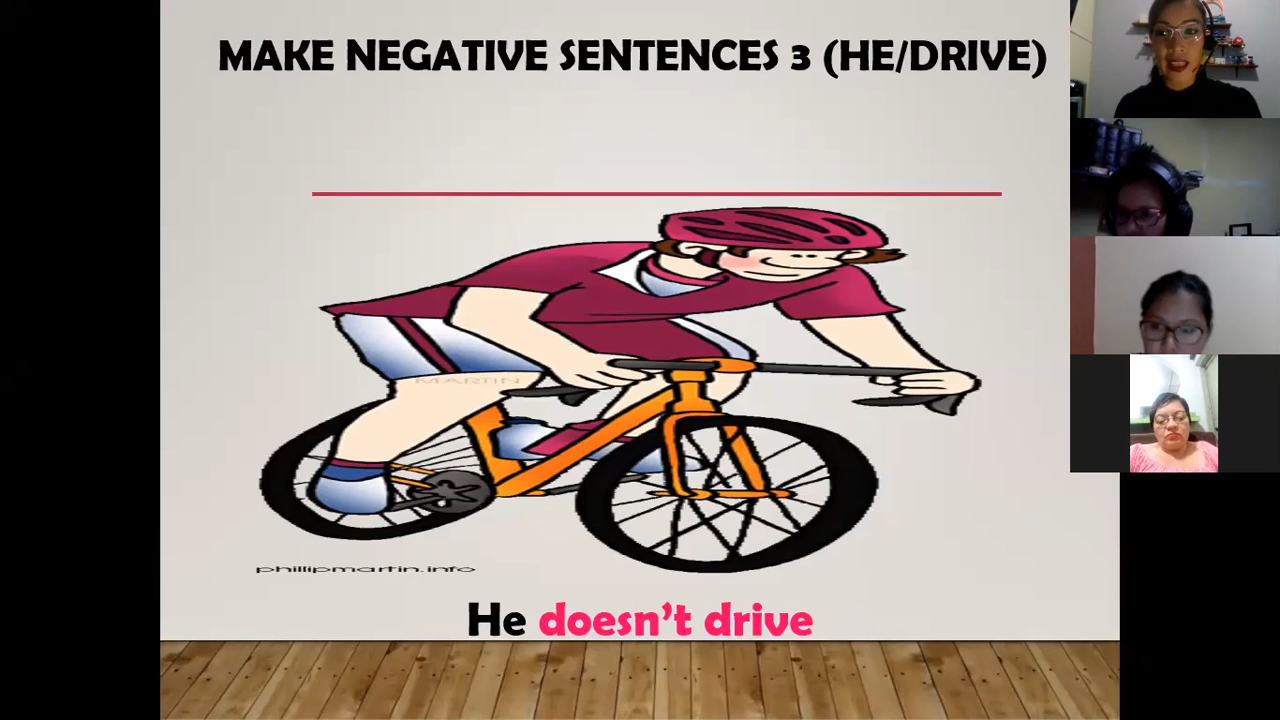 MAKE NEGATIVE SENTENCES 3 (HE/DRIVE)
MARTIN
phillipmartin.info
He doesn't drive